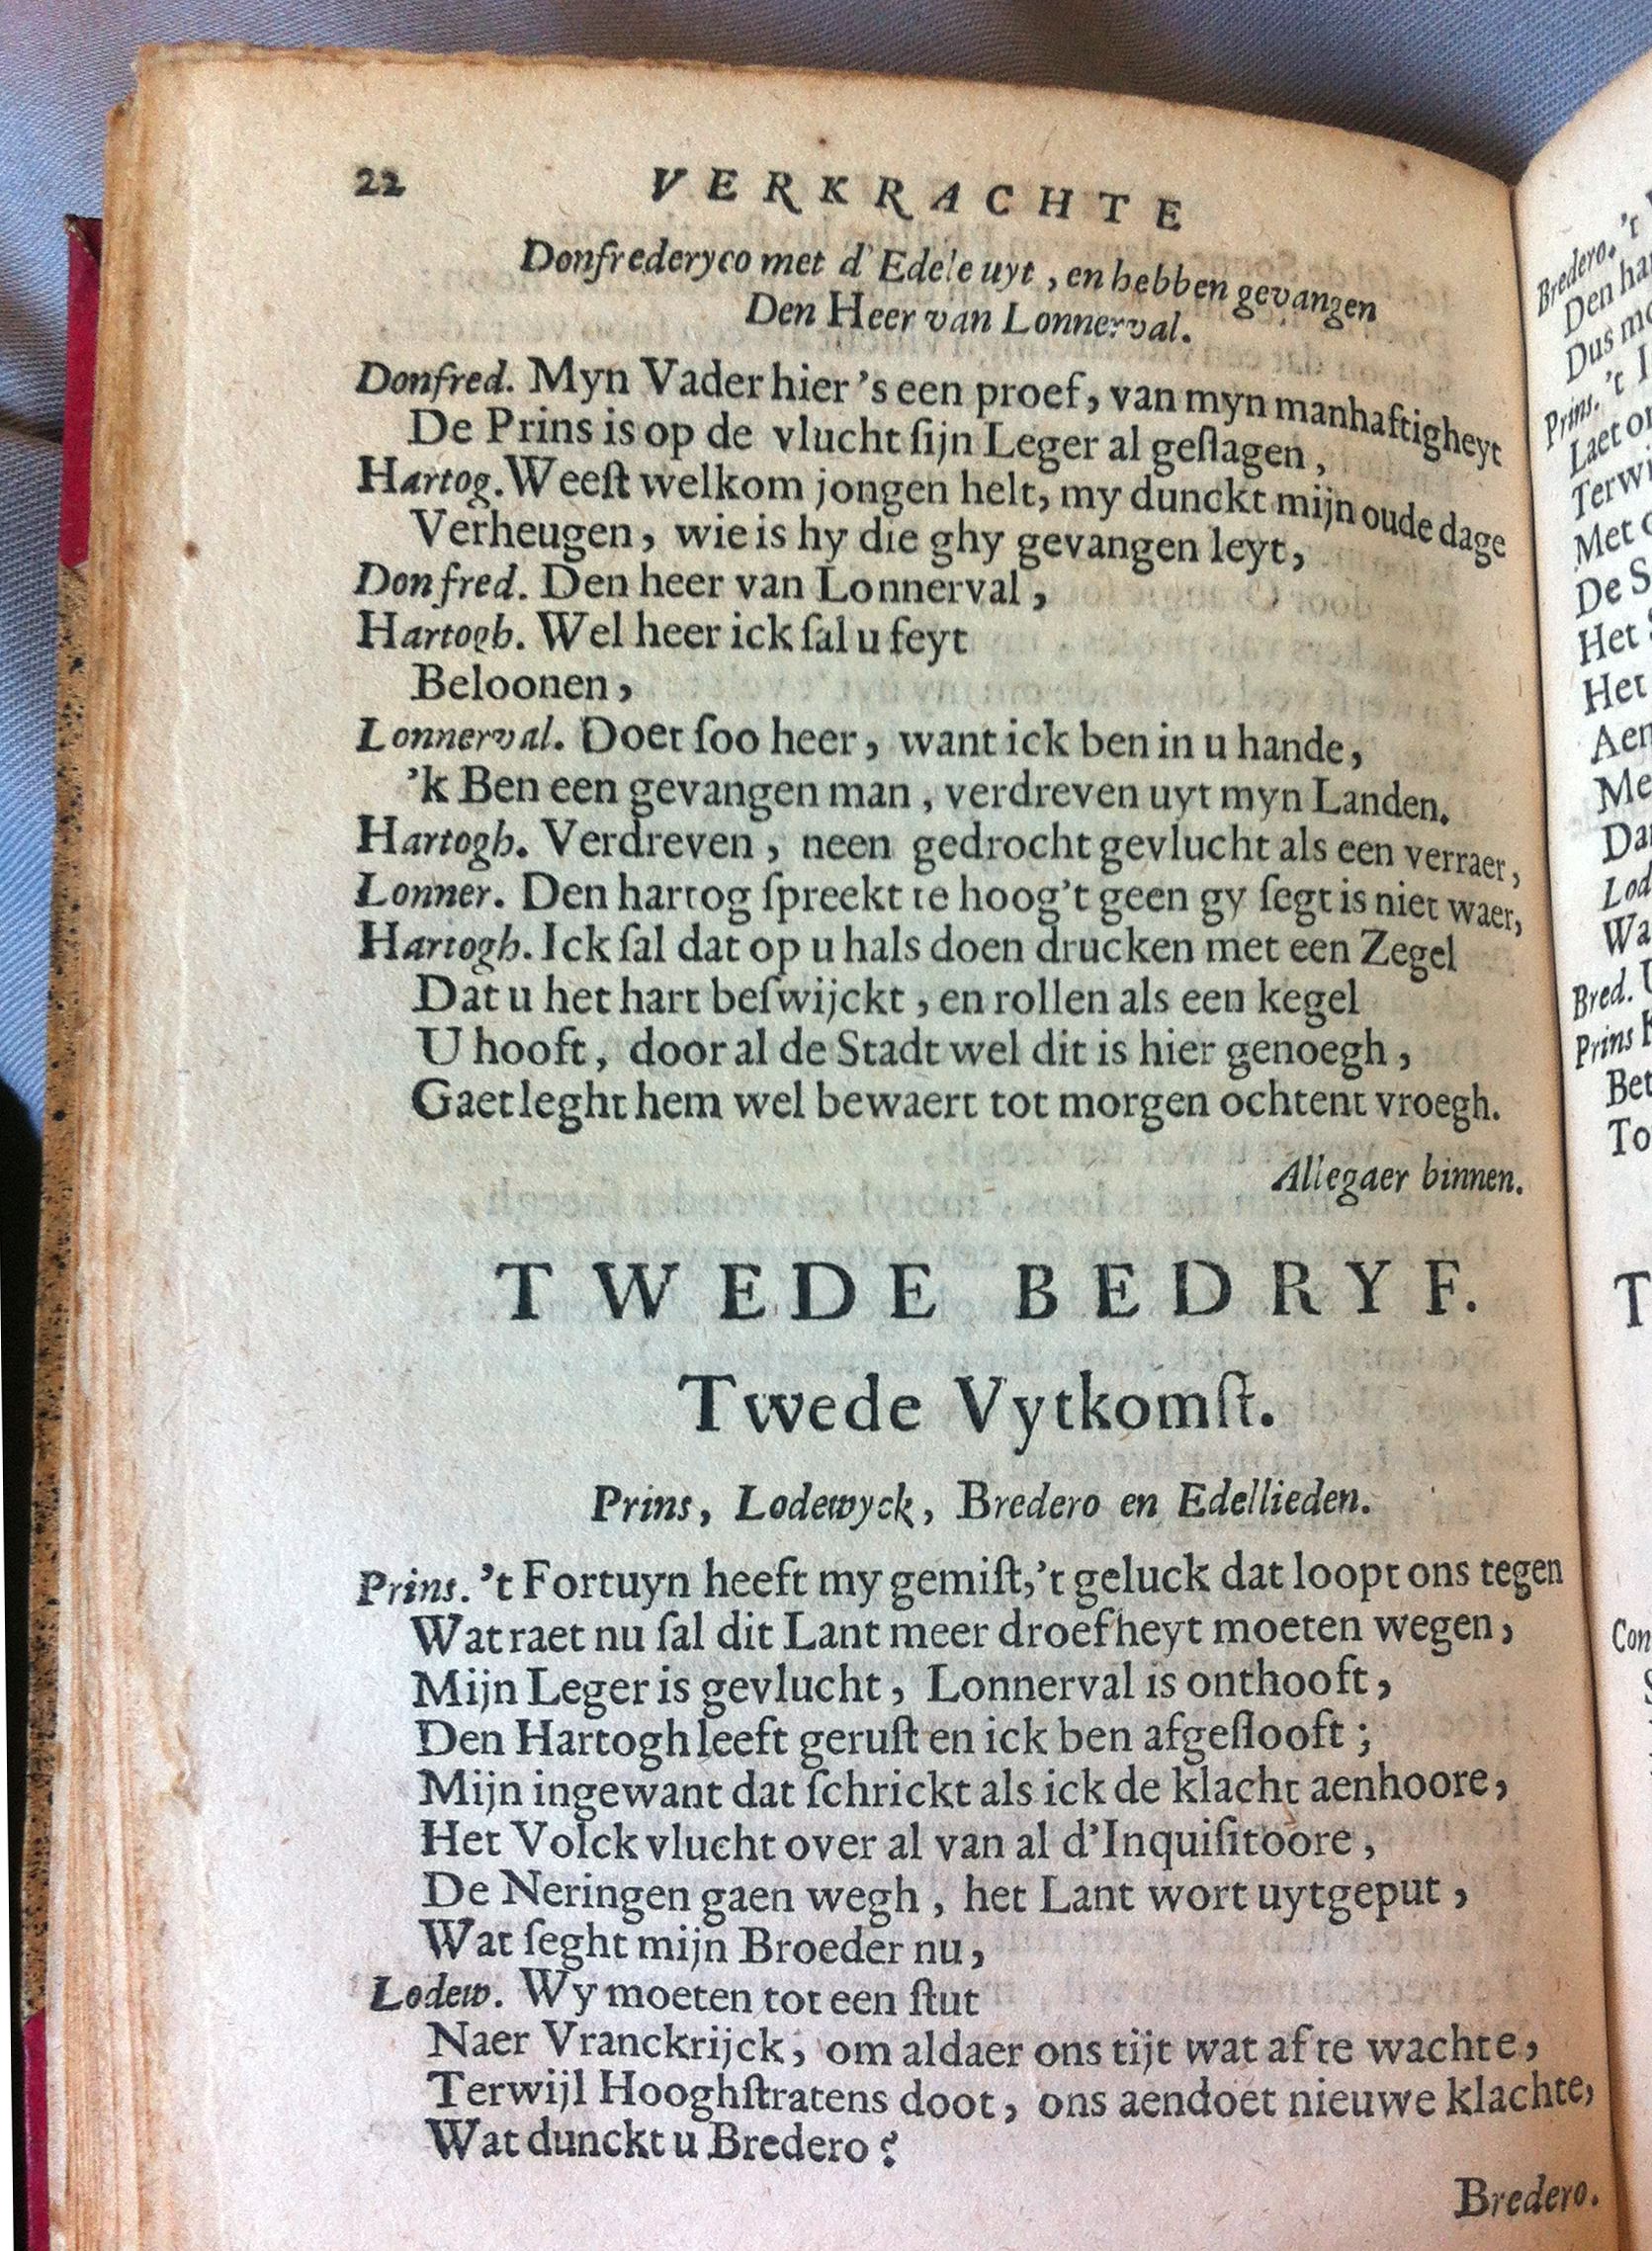 22 VERKRACHTE
Donfrederyco met d'Edele uyt, en hebben gevangen
Den Heer van Lonnerval.
Donfred. Myn Vader hier 's een proef, van myn manhaftigheyt
De Prins is op de vlucht ſijn Leger al geſlagen,
Hartog. Weeſt welkom jongen helt, my dunckt mijn oude dage
Verheugen, wie is hy die ghy gevangen leyt,
Donfred. Den heer van Lonnerval,
Hartogh. Wel heer ick ſal u feyt
Beloonen,
Lonnerval. Doet ſoo heer, want ick ben in u hande,
'k Ben een gevangen man, verdreven uyt myn Landen.
Hartogh. Verdreven, neen gedrocht gevlucht als een verraer,
Lonner. Den hartog ſpreekt te hoog 't geen gy ſegt is niet waer,
Hartogh. Ick ſal dat op u hals doen drucken met een Zegel
Dat u het hart beſwijckt, en rollen als een kegel
U hooft, door al de Stadt wel dit is hier genoegh,
Gaet leght hem wel bewaert tot morgen ochtent vroegh.
Allegaer binnen.
TWEDE BEDRYF.
Twede Vytkomſt.
Prins, Lodewyck, Bredero en Edellieden.
Prins. 't Fortuyn heeft my gemiſt, 't geluck dat loopt ons tegen
Wat raet nu ſal dit Lant meer droefheyt moeten wegen,
Mijn Leger is gevlucht, Lonnerval is onthooft,
Den Hartogh leeft geruſt en ick ben afgeſlooft;
Mijn ingewant dat ſchrickt als ick de klacht aenhoore,
Het Volck vlucht over al van al d'Inquiſitoore,
De Neringen gaen wegh, het Lant wort uytgeput,
Wat ſeght mijn Broeder nu,
Lodew. Wy moeten tot een ſtut
Naer Vranckrijck, om aldaer ons tijt wat af te wachte,
Terwijl Hooghſtratens doot, ons aendoet nieuwe klachte,
Wat dunckt u Bredero?
Bredero.
Bredero. 't
Den
Dus
Prins. 't
Laet
Met
De
Het
Het
Bred.
Prins